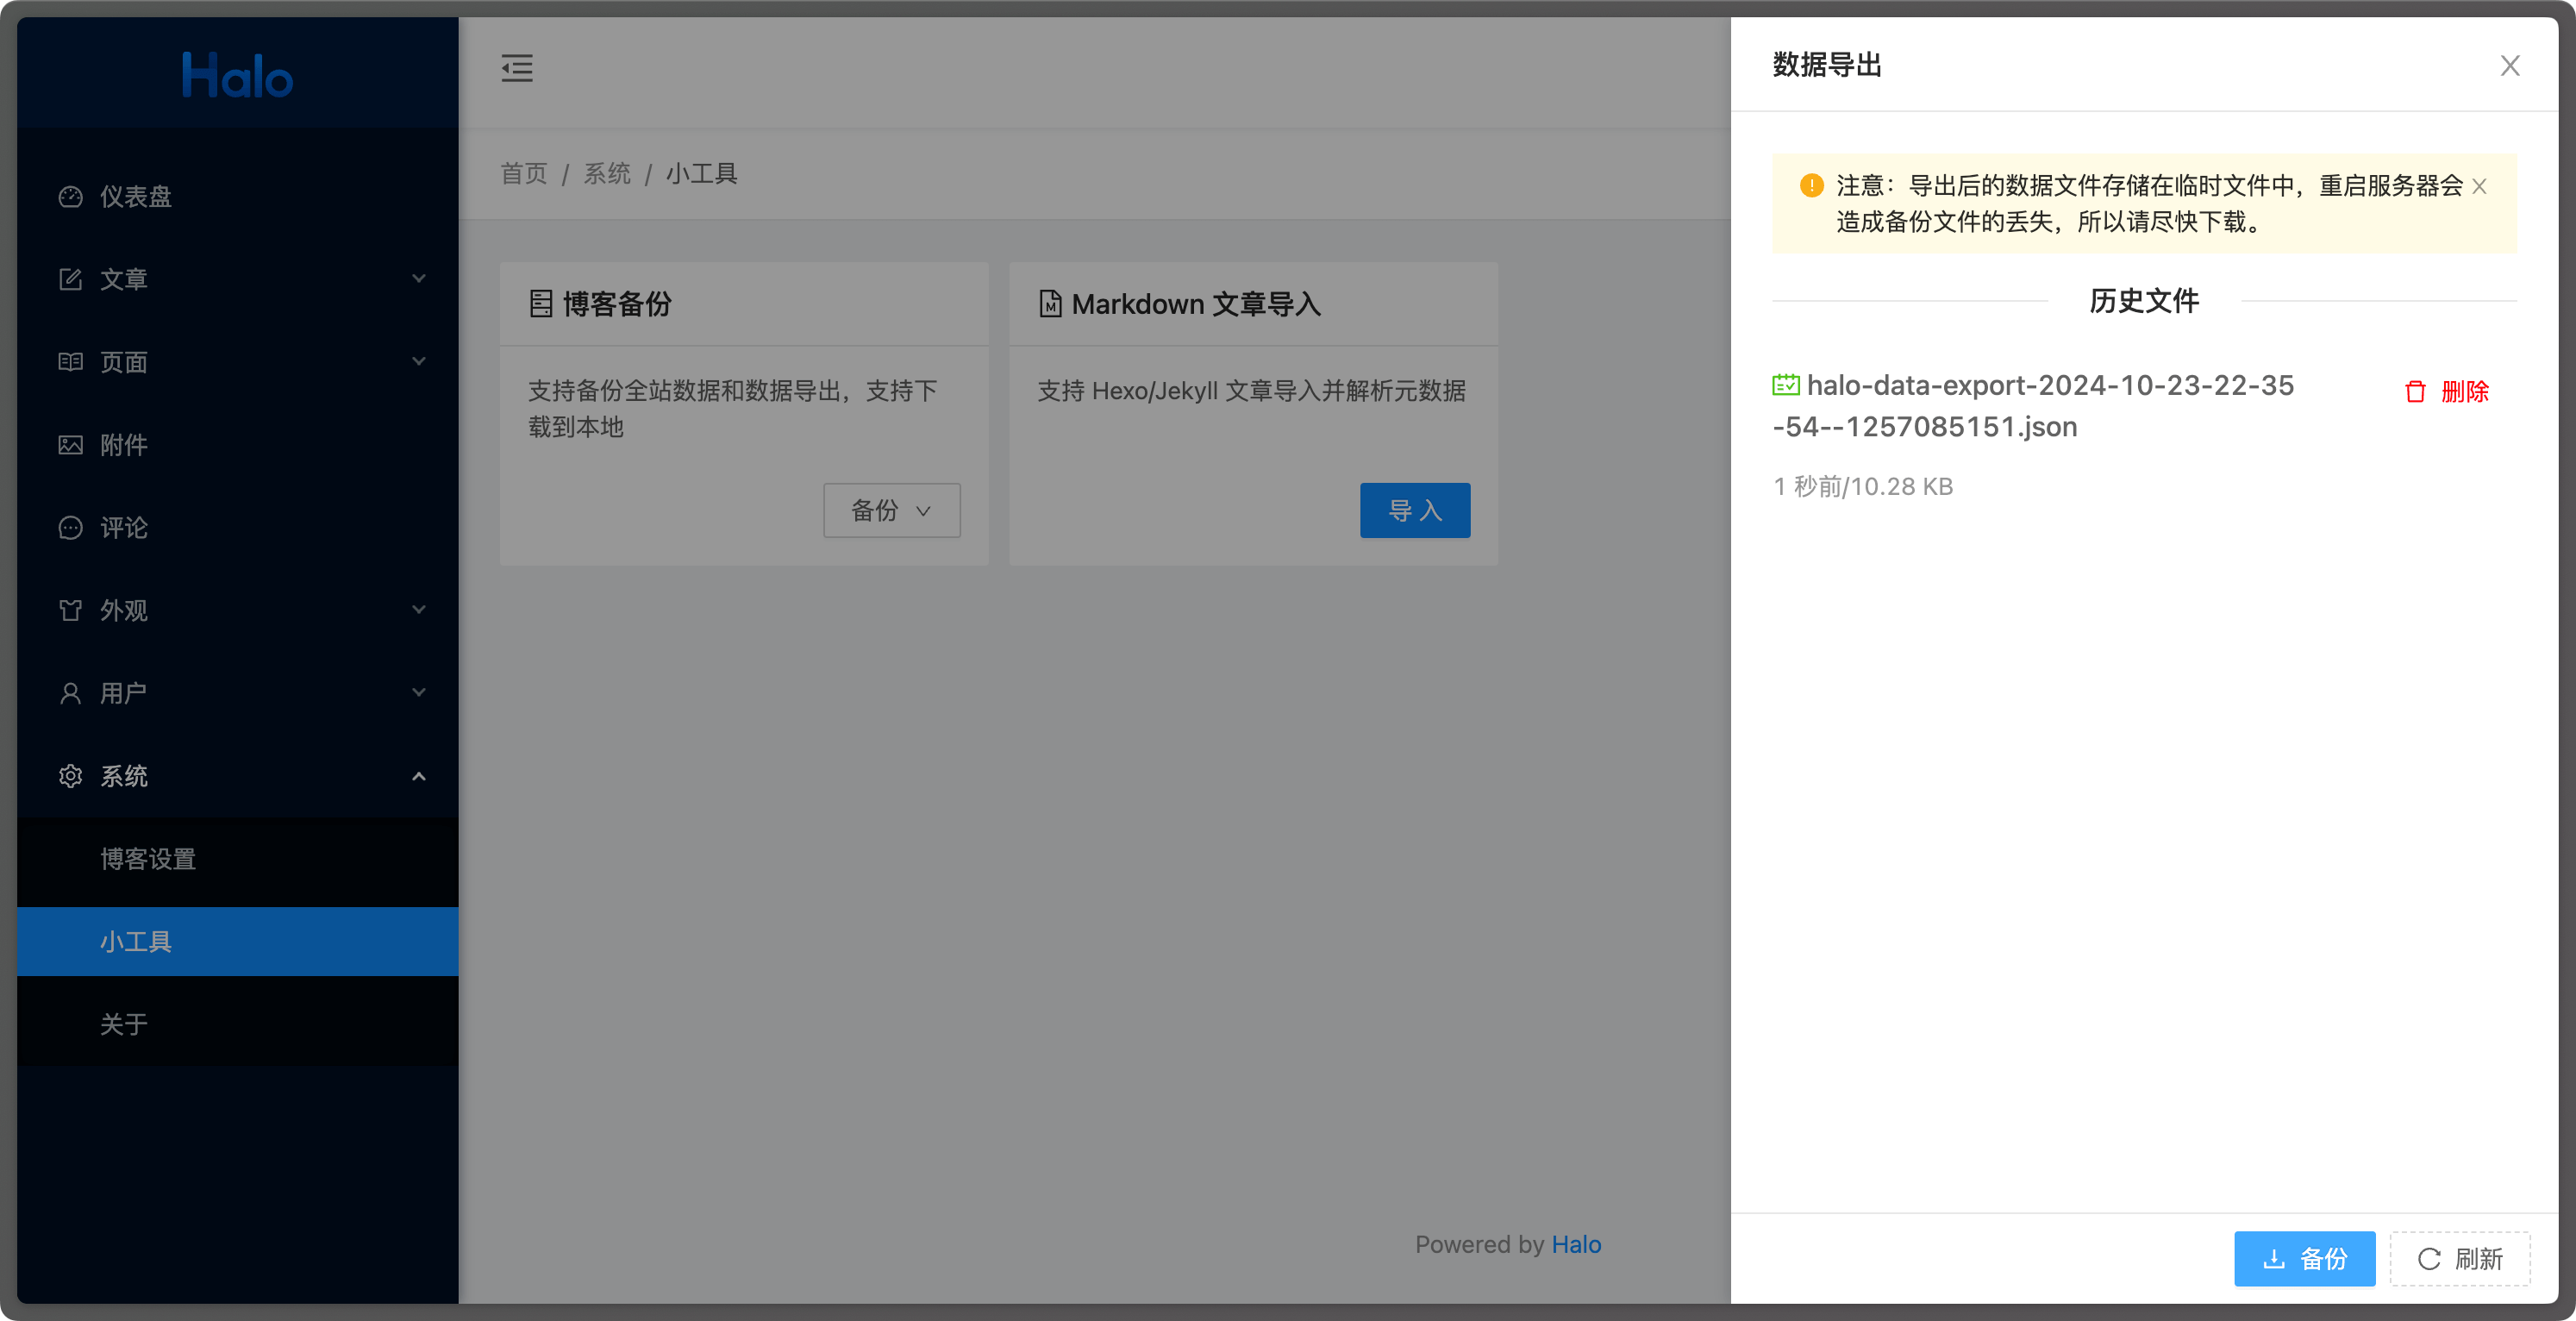 Halo
仪表盘
文章
页面
附件
评论
外观
用户
系统
博客设置
小工具
关于
首页 / 系统 / 小工具
博客备份
支持备份全站数据和数据导出，支持下
载到本地
备份
Markdown 文章导入
支持 Hexo/Jekyll 文章导入并解析元数据
导 入
Powered by Halo
数据导出
注意：导出后的数据文件存储在临时文件中，重启服务器会
造成备份文件的丢失，所以请尽快下载。
历史文件
halo-data-export-2024-10-23-22-35
-54--1257085151.json
删除
1 秒前/10.28 KB
备份
刷新